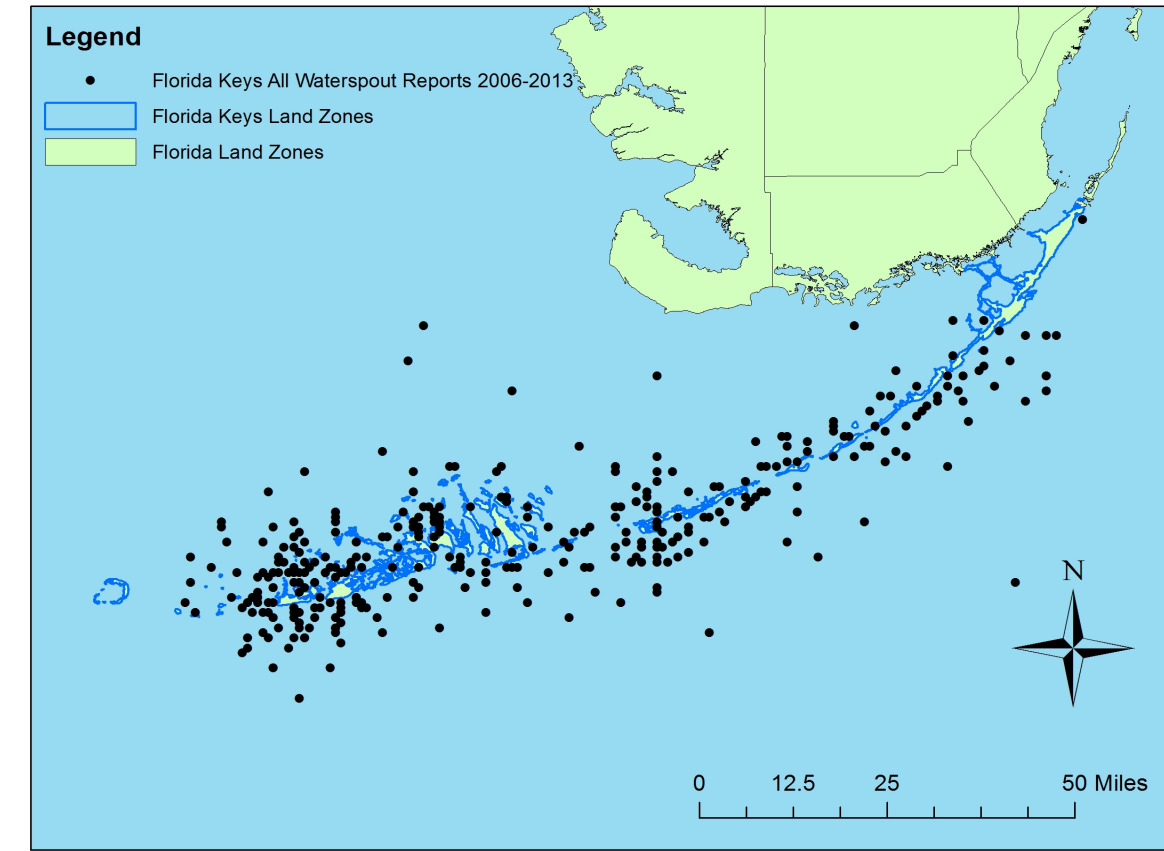 Legend
Florida Keys All Waterspout Reports 2006-2013
Florida Keys Land Zones
Florida Land Zones
N
0 12.5 25 50 Miles